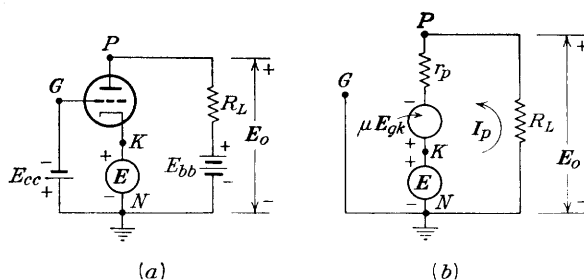 P
G
R_L
K
E_cc
E
E_bb
E_o
N
(a)
P
r_p
G
μE_gk
I_p
R_L
K
E_o
E
N
(b)